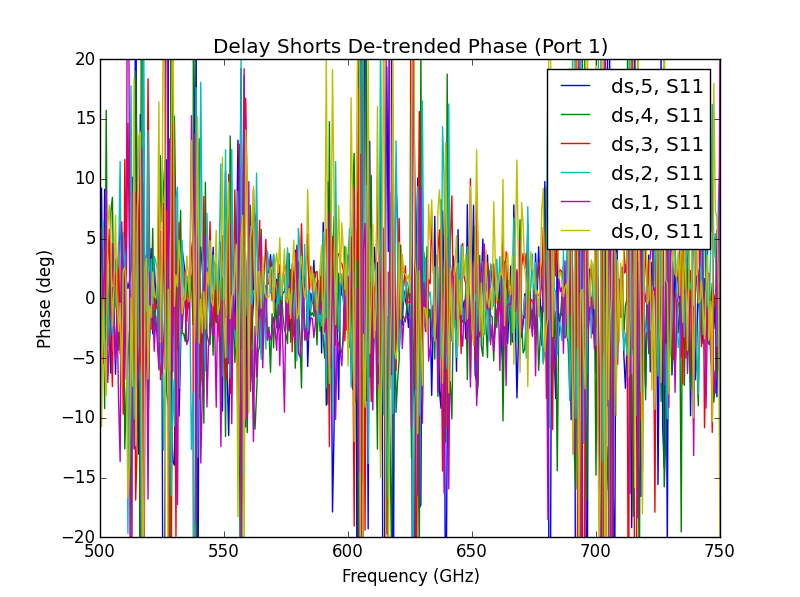 Delay Shorts De-trended Phase (Port 1)
20
15
10
5
0
−5
−10
−15
−20
Phase (deg)
ds,5, S11
ds,4, S11
ds,3, S11
ds,2, S11
ds,1, S11
ds,0, S11
500 550 600 650 700 750
Frequency (GHz)